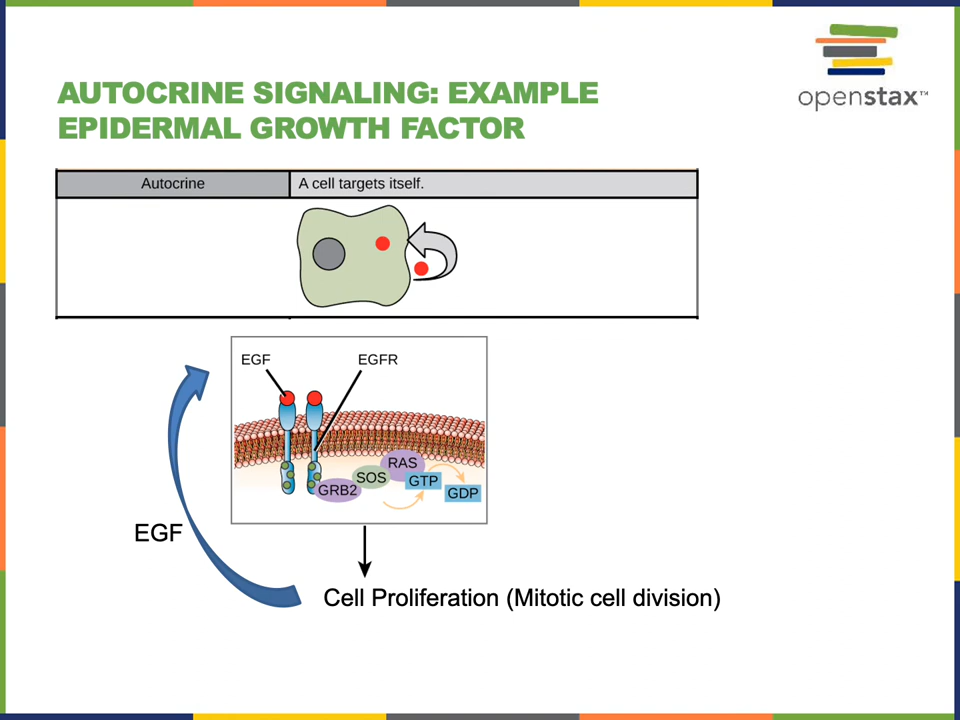 openstax™
AUTOCRINE SIGNALING: EXAMPLE
EPIDERMAL GROWTH FACTOR
Autocrine
A cell targets itself.
EGF
EGFR
RAS
SOS
GTP
GRB2
GDP
EGF
Cell Proliferation (Mitotic cell division)